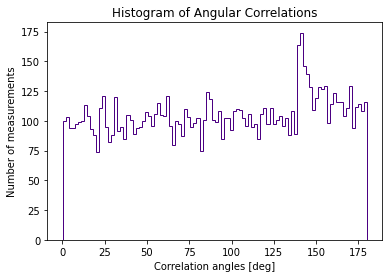 Histogram of Angular Correlations
Number of measurements
175
150
125
100
75
50
25
0
0 25 50 75 100 125 150 175
Correlation angles [deg]